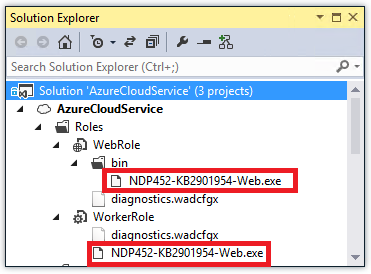 Solution Explorer
Search Solution Explorer (Ctrl+;)
Solution 'AzureCloudService' (3 projects)
AzureCloudService
Roles
WebRole
bin
NDP452-KB2901954-Web.exe
diagnostics.wadcfgx
WorkerRole
diagnostics.wadcfgx
NDP452-KB2901954-Web.exe